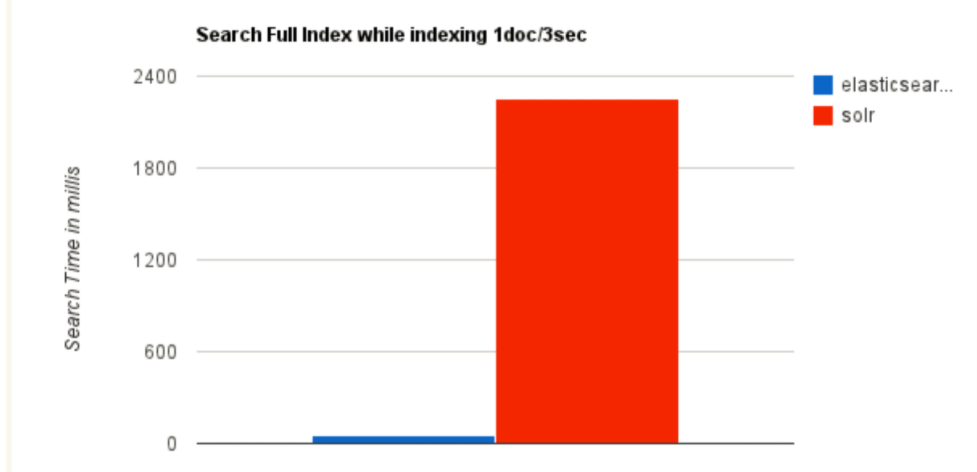 Search Full Index while indexing 1doc/3sec
2400
1800
1200
600
0
Search Time in millis
elasticsear...
solr